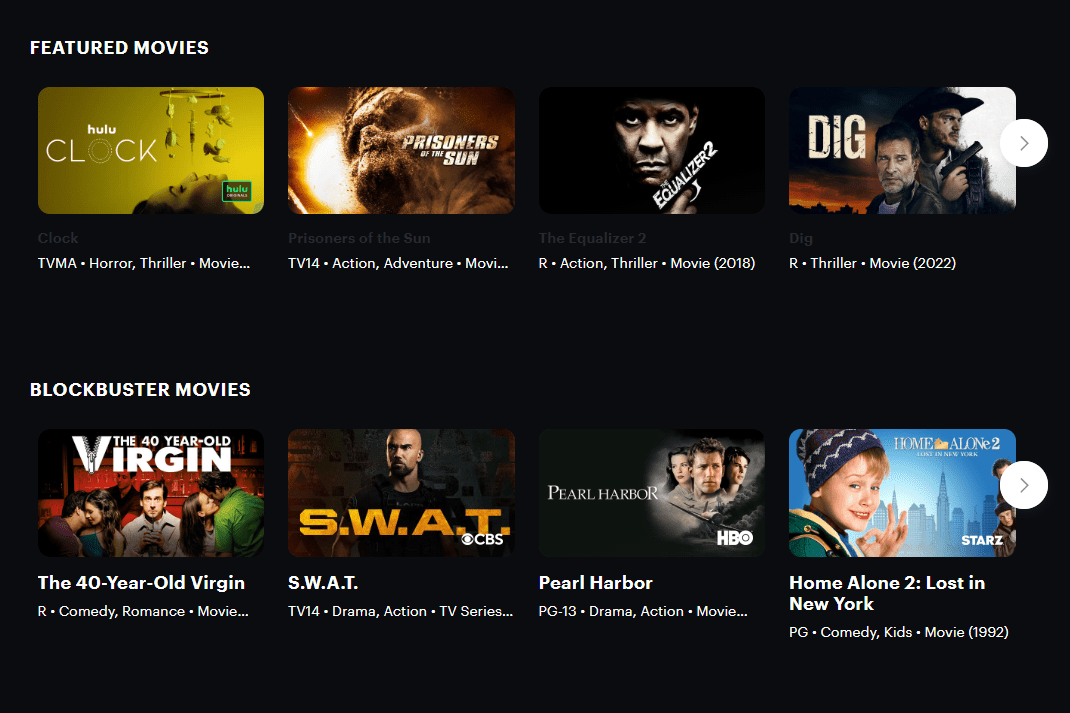 FEATURED MOVIES
hulu
CLOCK
hulu
ORIGINALS
PRISONERS
OF THE SUN
THE
EQUALIZER 2
DIG
Clock
Prisoners of the Sun
The Equalizer 2
Dig
TVMA • Horror, Thriller • Movie...
TV14 • Action, Adventure • Movi...
R • Action, Thriller • Movie (2018)
R • Thriller • Movie (2022)
BLOCKBUSTER MOVIES
THE 40 YEAR-OLD
VIRGIN
S.W.A.T.
CBS
PEARL HARBOR
HBO
HOME ALONE 2
LOST IN NEW YORK
STARZ
The 40-Year-Old Virgin
S.W.A.T.
Pearl Harbor
Home Alone 2: Lost in
New York
R • Comedy, Romance • Movie...
TV14 • Drama, Action • TV Series...
PG-13 • Drama, Action • Movie...
PG • Comedy, Kids • Movie (1992)